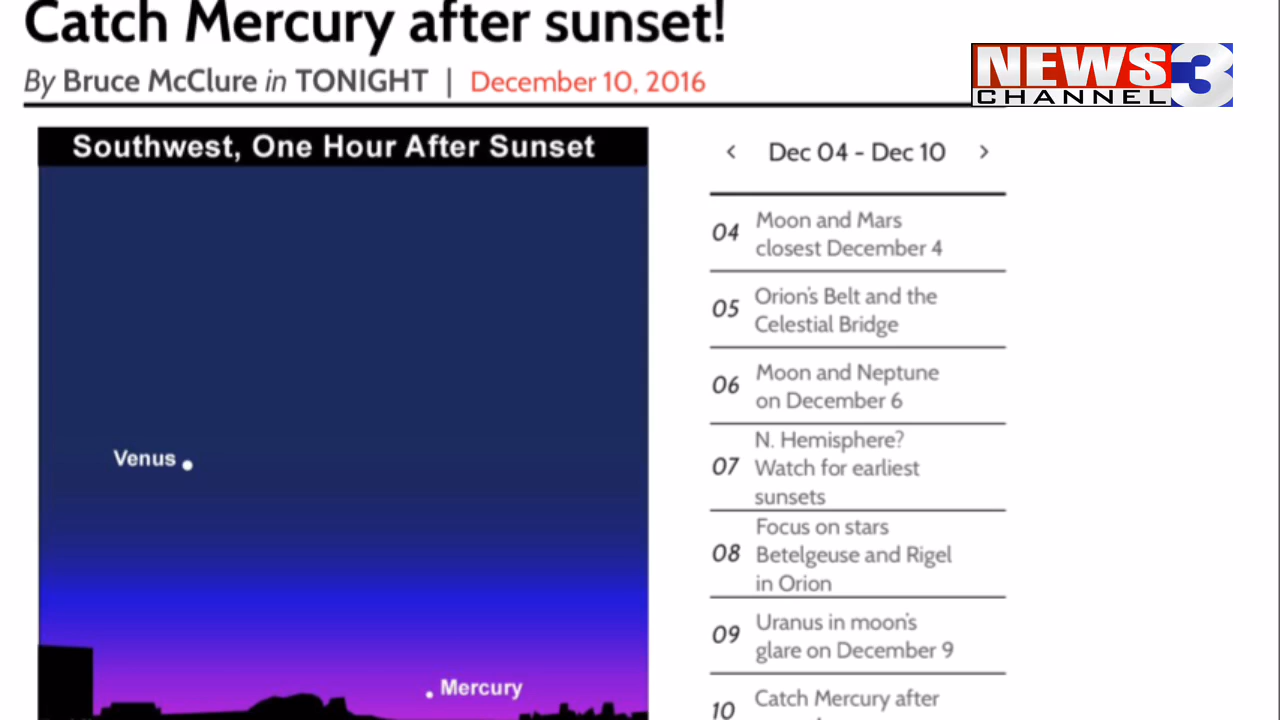 Catch Mercury after sunset!
By Bruce McClure in TONIGHT | December 10, 2016
NEWS 3
CHANNEL
Southwest, One Hour After Sunset
Venus
Mercury
< Dec 04 - Dec 10 >
04 Moon and Mars
closest December 4
05 Orion's Belt and the
Celestial Bridge
06 Moon and Neptune
on December 6
N. Hemisphere?
07 Watch for earliest
sunsets
Focus on stars
08 Betelgeuse and Rigel
in Orion
09 Uranus in moon's
glare on December 9
10 Catch Mercury after